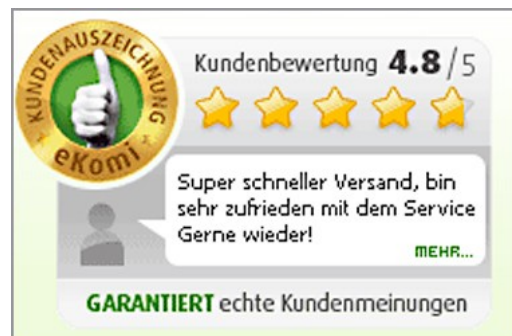 KUNDENAUSZEICHNUNG
eKomi
Kundenbewertung 4.8/5
Super schneller Versand, bin
sehr zufrieden mit dem Service
Gerne wieder!
MEHR...
GARANTIERT echte Kundenmeinungen